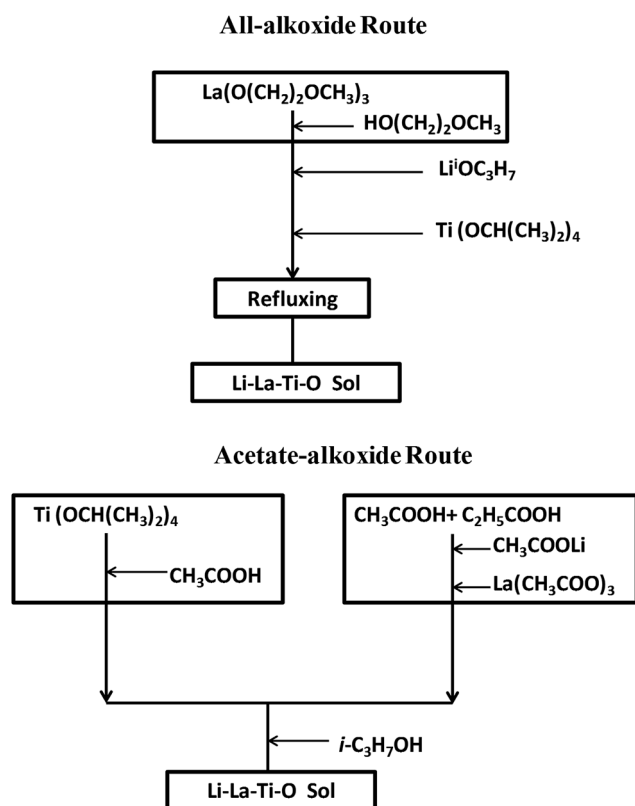 All-alkoxide Route
La(O(CH₂)₂OCH₃)₃
HO(CH₂)₂OCH₃
LiⁱOC₃H₇
Ti (OCH(CH₃)₂)₄
Refluxing
Li-La-Ti-O Sol
Acetate-alkoxide Route
Ti (OCH(CH₃)₂)₄
CH₃COOH
CH₃COOH+ C₂H₅COOH
CH₃COOLi
La(CH₃COO)₃
i-C₃H₇OH
Li-La-Ti-O Sol